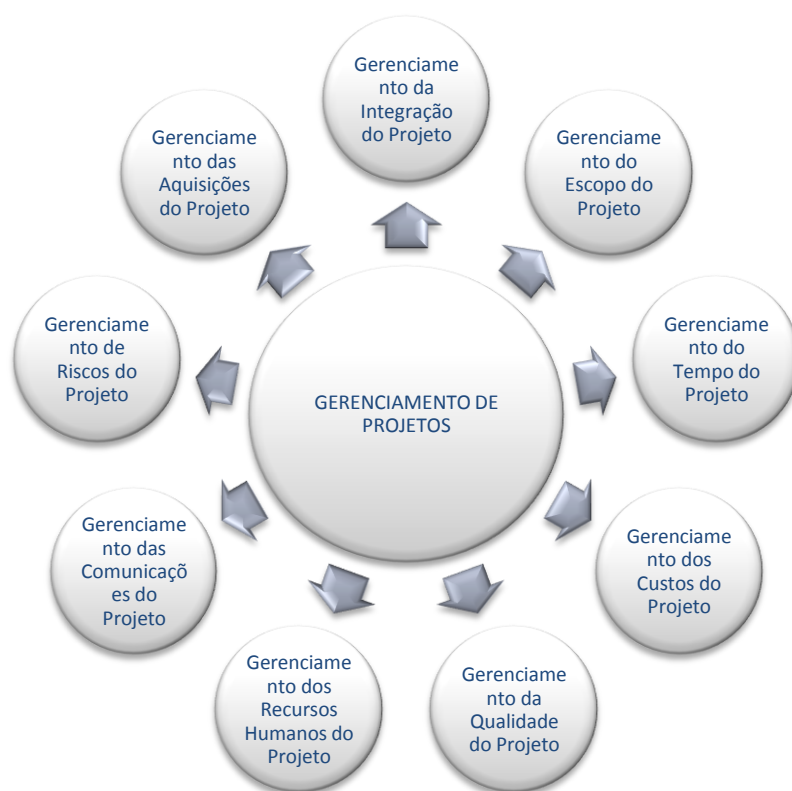 Gerenciame
nto da
Integração
do Projeto
Gerenciame
nto do
Escopo do
Projeto
Gerenciame
nto do
Tempo do
Projeto
Gerenciame
nto dos
Custos do
Projeto
Gerenciame
nto da
Qualidade
do Projeto
Gerenciame
nto dos
Recursos
Humanos do
Projeto
Gerenciame
nto das
Comunicaçõ
es do
Projeto
Gerenciame
nto de
Riscos do
Projeto
Gerenciame
nto das
Aquisições
do Projeto
GERENCIAMENTO DE
PROJETOS